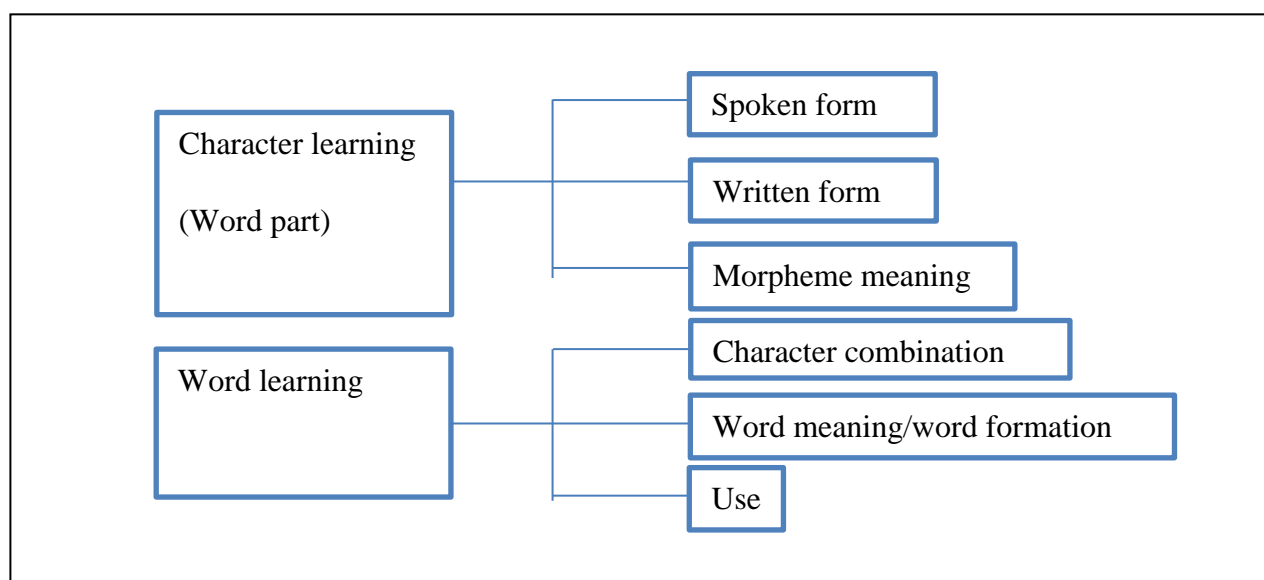 Character learning
(Word part)
Spoken form
Written form
Morpheme meaning
Word learning
Character combination
Word meaning/word formation
Use